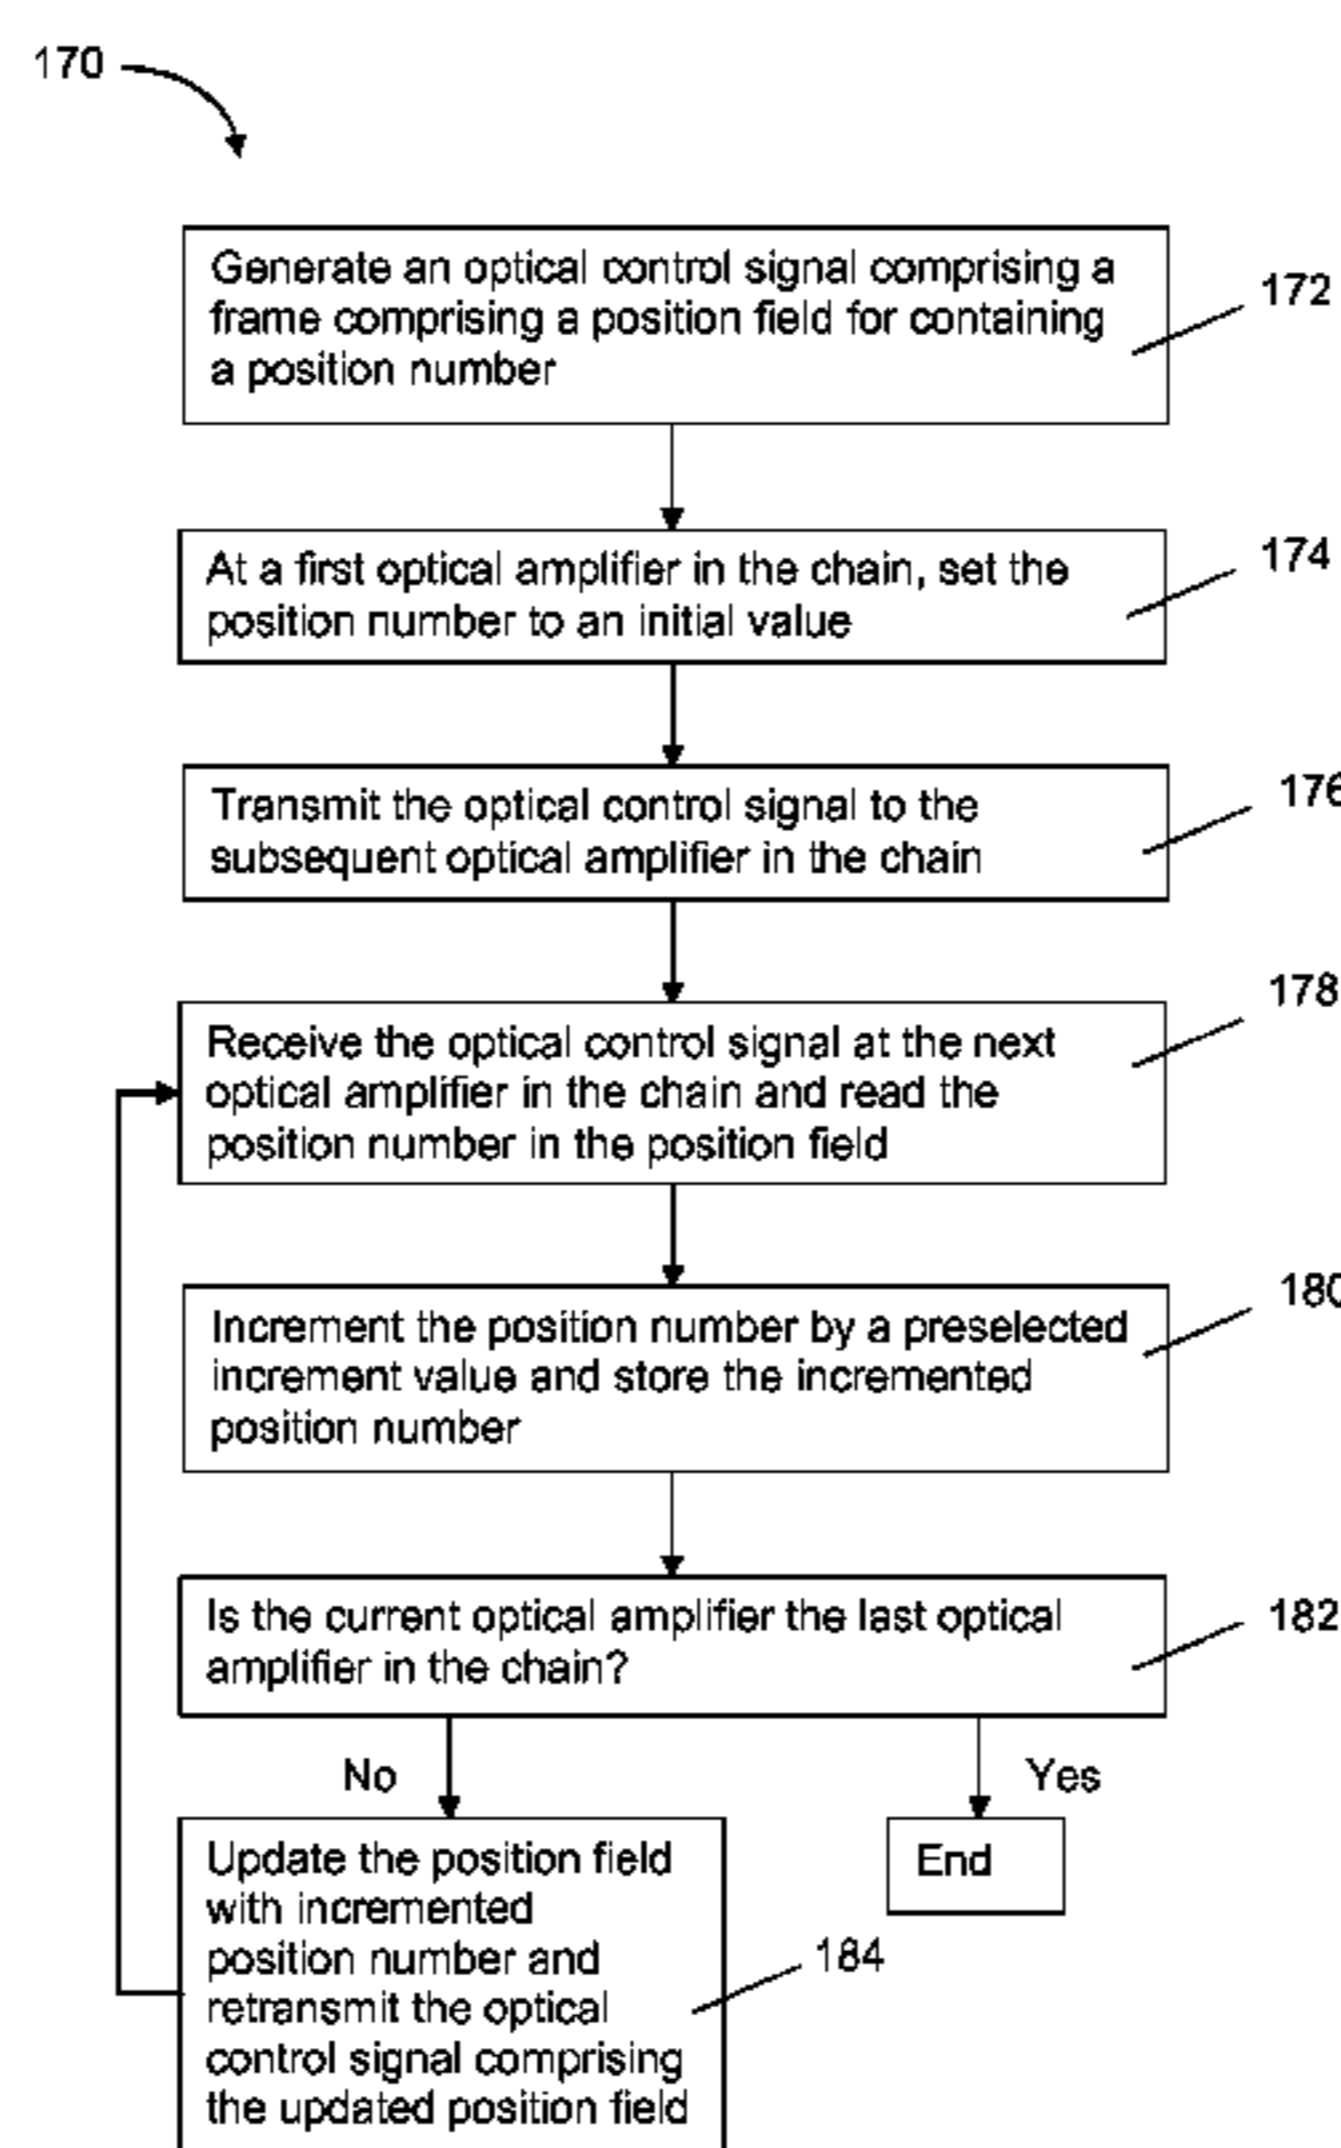 170
Generate an optical control signal comprising a
frame comprising a position field for containing
a position number
172
At a first optical amplifier in the chain, set the
position number to an initial value
174
Transmit the optical control signal to the
subsequent optical amplifier in the chain
176
Receive the optical control signal at the next
optical amplifier in the chain and read the
position number in the position field
178
Increment the position number by a preselected
increment value and store the incremented
position number
180
Is the current optical amplifier the last optical
amplifier in the chain?
182
No
Yes
Update the position field
with incremented
position number and
retransmit the optical
control signal comprising
the updated position field
184
End